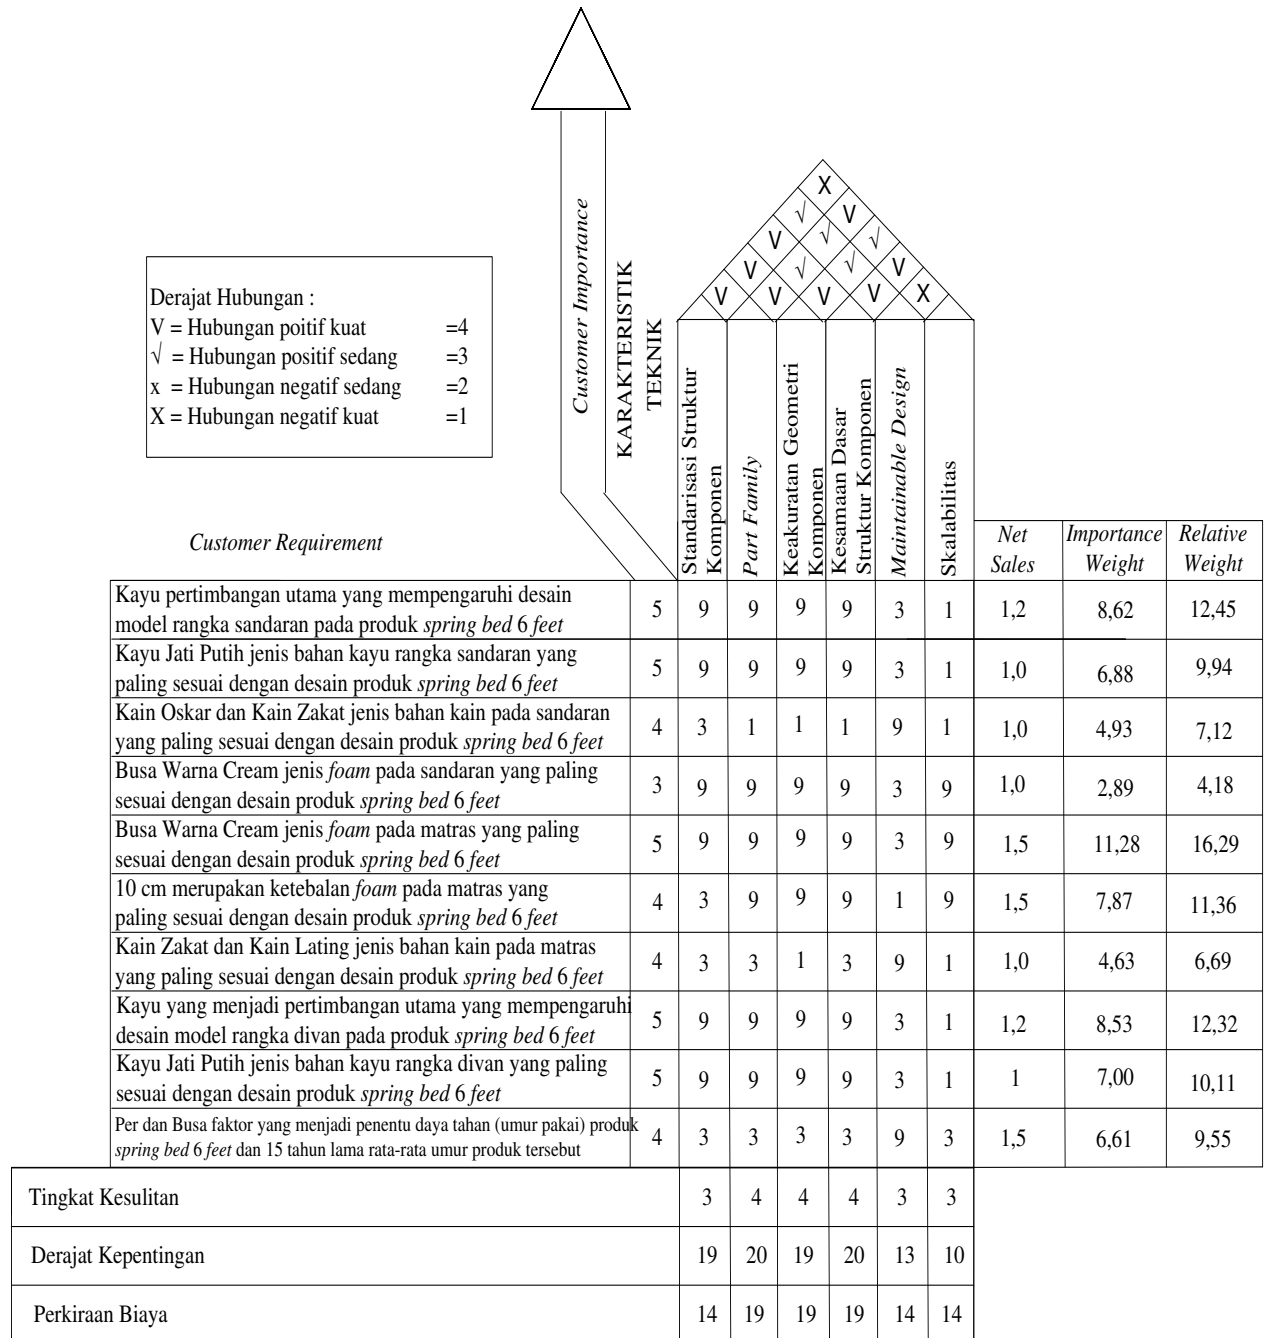 X
√ V
V √ √
V √ √ V
V V V V X
Derajat Hubungan :
V = Hubungan poitif kuat =4
√ = Hubungan positif sedang =3
x = Hubungan negatif sedang =2
X = Hubungan negatif kuat =1
Customer Importance
KARAKTERISTIK
TEKNIK
Standarisasi Struktur
Komponen
Part Family
Keakuratan Geometri
Komponen
Kesamaan Dasar
Struktur Komponen
Maintainable Design
Skalabilitas
Customer Requirement
Net
Sales
Importance
Weight
Relative
Weight
Kayu pertimbangan utama yang mempengaruhi desain
model rangka sandaran pada produk spring bed 6 feet
5 9 9 9 9 3 1 1,2 8,62 12,45
Kayu Jati Putih jenis bahan kayu rangka sandaran yang
paling sesuai dengan desain produk spring bed 6 feet
5 9 9 9 9 3 1 1,0 6,88 9,94
Kain Oskar dan Kain Zakat jenis bahan kain pada sandaran
yang paling sesuai dengan desain produk spring bed 6 feet
4 3 1 1 1 9 1 1,0 4,93 7,12
Busa Warna Cream jenis foam pada sandaran yang paling
sesuai dengan desain produk spring bed 6 feet
3 9 9 9 9 3 9 1,0 2,89 4,18
Busa Warna Cream jenis foam pada matras yang paling
sesuai dengan desain produk spring bed 6 feet
5 9 9 9 9 3 9 1,5 11,28 16,29
10 cm merupakan ketebalan foam pada matras yang
paling sesuai dengan desain produk spring bed 6 feet
4 3 9 9 9 1 9 1,5 7,87 11,36
Kain Zakat dan Kain Lating jenis bahan kain pada matras
yang paling sesuai dengan desain produk spring bed 6 feet
4 3 3 1 3 9 1 1,0 4,63 6,69
Kayu yang menjadi pertimbangan utama yang mempengaruhi
desain model rangka divan pada produk spring bed 6 feet
5 9 9 9 9 3 1 1,2 8,53 12,32
Kayu Jati Putih jenis bahan kayu rangka divan yang paling
sesuai dengan desain produk spring bed 6 feet
5 9 9 9 9 3 1 1 7,00 10,11
Per dan Busa faktor yang menjadi penentu daya tahan (umur pakai) produk
spring bed 6 feet dan 15 tahun lama rata-rata umur produk tersebut
4 3 3 3 3 9 3 1,5 6,61 9,55
Tingkat Kesulitan 3 4 4 4 3 3
Derajat Kepentingan 19 20 19 20 13 10
Perkiraan Biaya 14 19 19 19 14 14